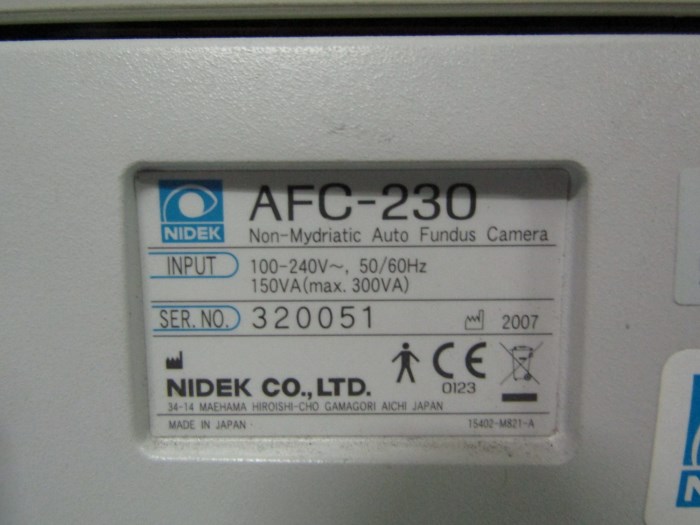 NIDEK
AFC-230
Non-Mydriatic Auto Fundus Camera
INPUT 100-240V~, 50/60Hz
150VA(max. 300VA)
SER. NO. 320051 2007
NIDEK CO., LTD. CE
0123
34-14 MAEHAMA HIROISHI-CHO GAMAGORI AICHI JAPAN
MADE IN JAPAN 15402-M821-A
N